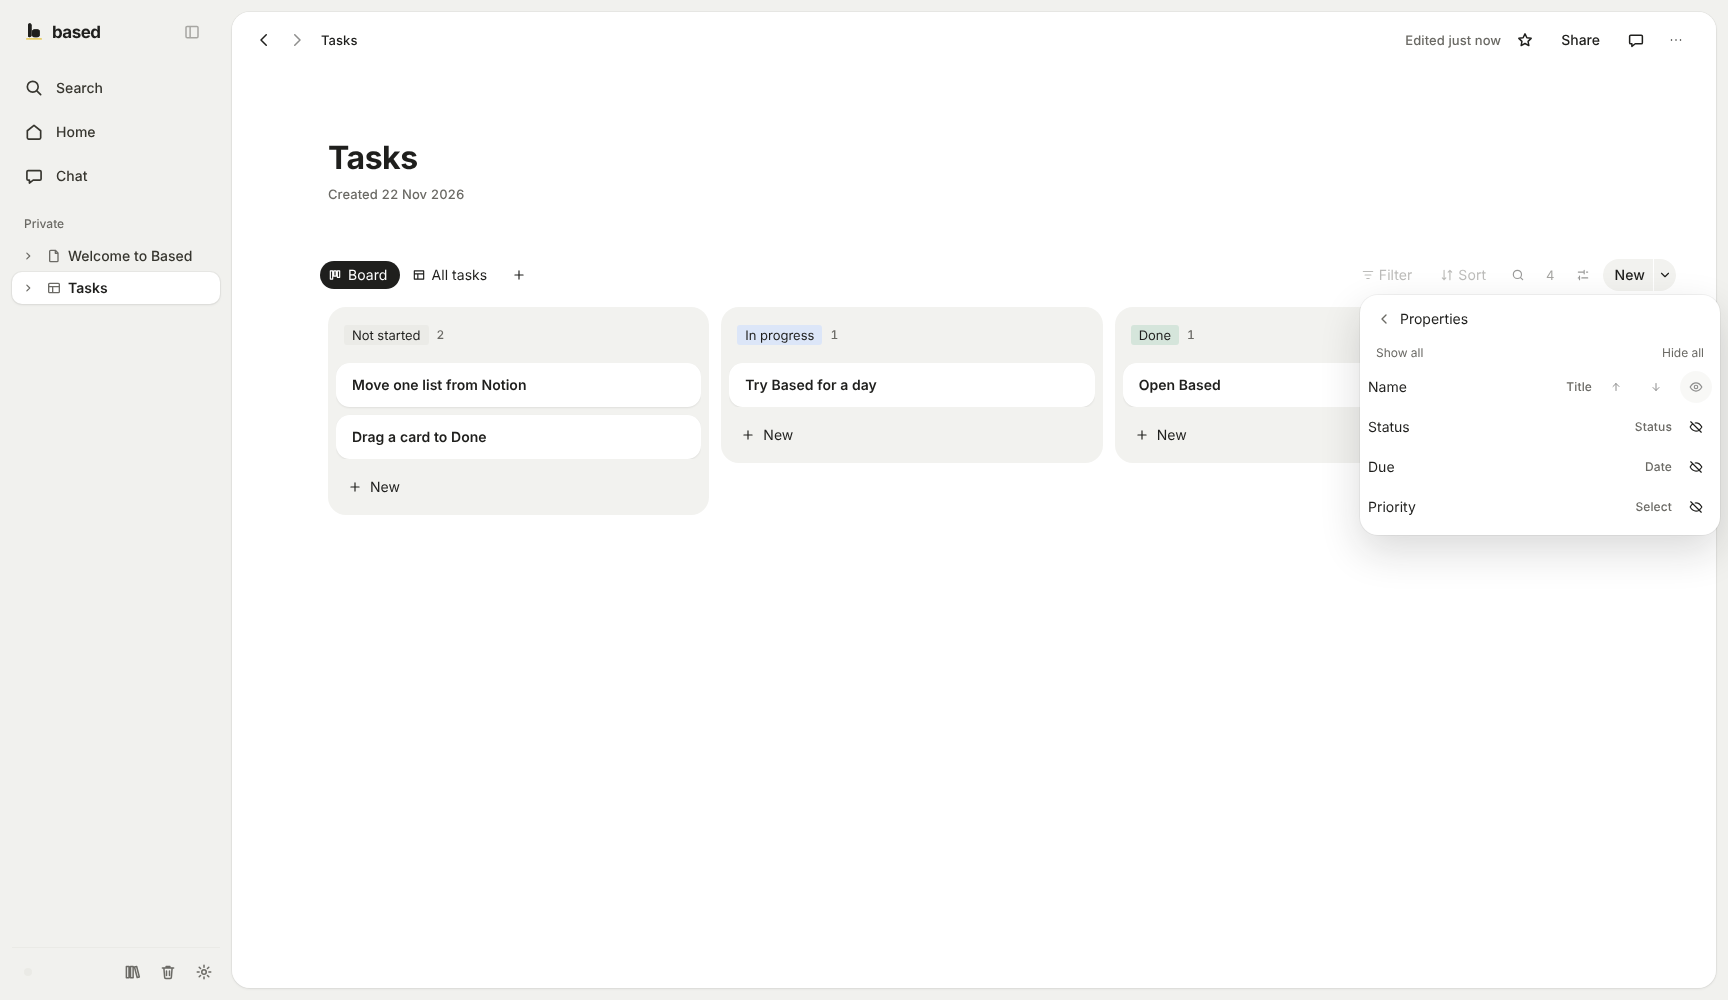 based
Tasks
Edited just now
Share
Search
Home
Chat
Private
Welcome to Based
Tasks
Tasks
Created 22 Nov 2026
Board
All tasks
Filter
Sort
4
New
Not started 2
Move one list from Notion
Drag a card to Done
New
In progress 1
Try Based for a day
New
Done 1
Open Based
New
Properties
Show all
Hide all
Name Title
Status Status
Due Date
Priority Select